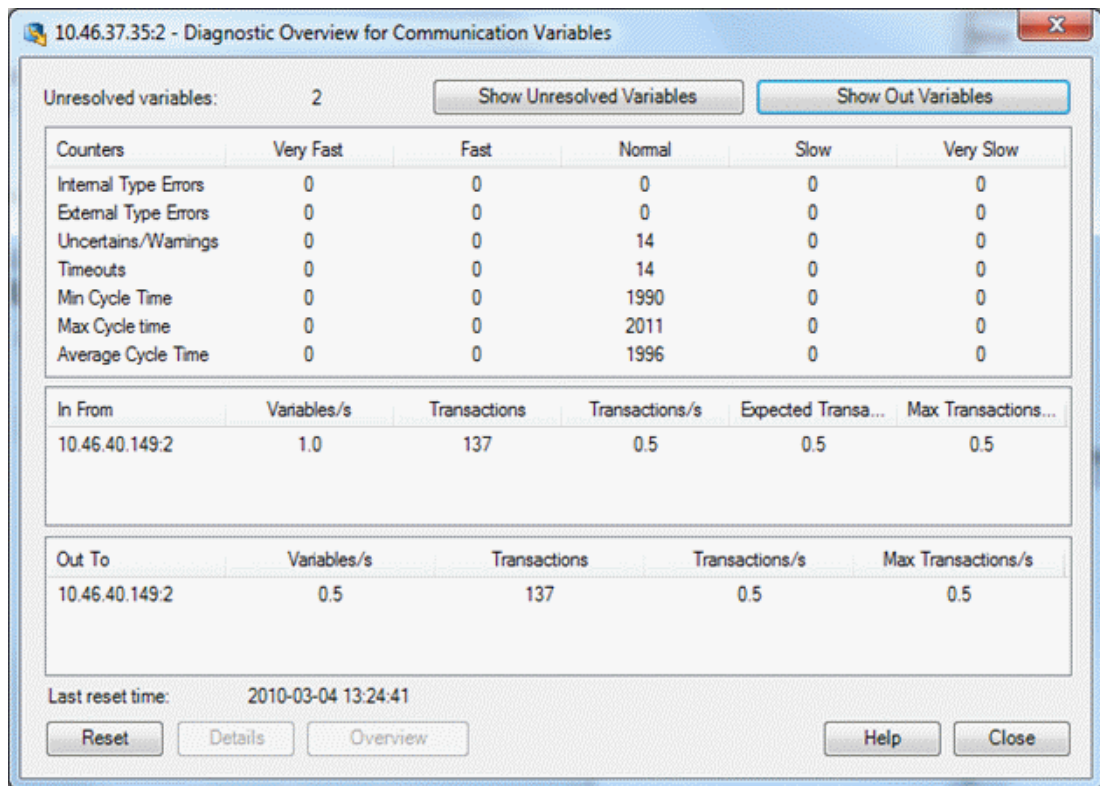 10.46.37.35:2 - Diagnostic Overview for Communication Variables
Unresolved variables: 2 Show Unresolved Variables Show Out Variables
Counters Very Fast Fast Normal Slow Very Slow
Internal Type Errors 0 0 0 0 0
External Type Errors 0 0 0 0 0
Uncertains/Warnings 0 0 14 0 0
Timeouts 0 0 14 0 0
Min Cycle Time 0 0 1990 0 0
Max Cycle time 0 0 2011 0 0
Average Cycle Time 0 0 1996 0 0
In From Variables/s Transactions Transactions/s Expected Transa... Max Transactions...
10.46.40.149:2 1.0 137 0.5 0.5 0.5
Out To Variables/s Transactions Transactions/s Max Transactions/s
10.46.40.149:2 0.5 137 0.5 0.5
Last reset time: 2010-03-04 13:24:41
Reset Details Overview Help Close